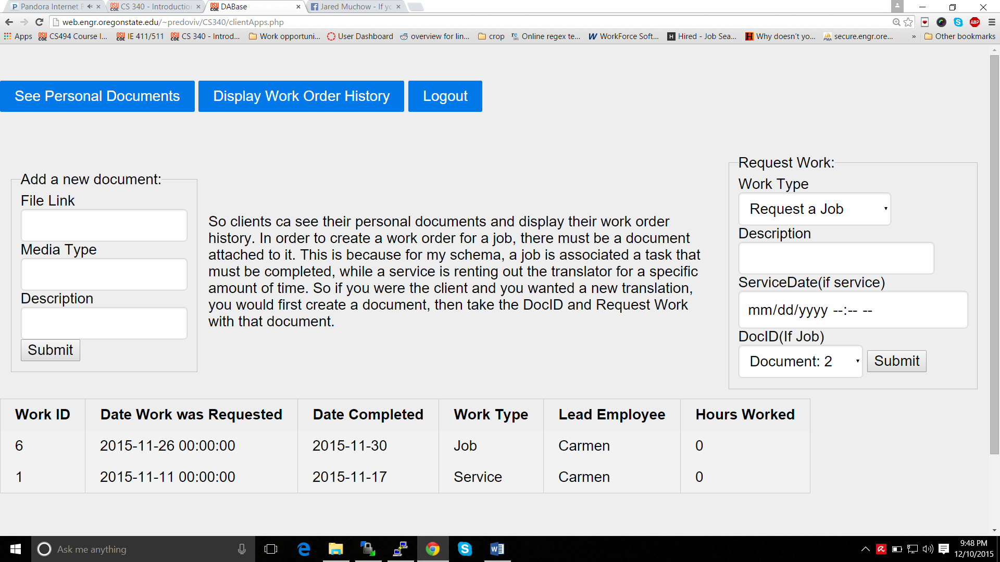 Pandora Internet R
CS 340 - Introduction
DABase
Jared Muchow - If yo
web.engr.oregonstate.edu/~predoviv/CS340/clientApps.php
Apps
CS494 Course I...
IE 411/511
CS 340 - Introd...
Work opportuni...
User Dashboard
overview for lin...
crop
Online regex te...
WorkForce Soft...
Hired - Job Sea...
Why doesn't yo...
secure.engr.ore...
»
Other bookmarks
See Personal Documents
Display Work Order History
Logout
Add a new document:
File Link
Media Type
Description
Submit
So clients ca see their personal documents and display their work order
history. In order to create a work order for a job, there must be a document
attached to it. This is because for my schema, a job is associated a task that
must be completed, while a service is renting out the translator for a specific
amount of time. So if you were the client and you wanted a new translation,
you would first create a document, then take the DocID and Request Work
with that document.
Request Work:
Work Type
Request a Job
Description
ServiceDate(if service)
mm/dd/yyyy --:-- --
DocID(If Job)
Document: 2
Submit
Work ID Date Work was Requested Date Completed Work Type Lead Employee Hours Worked
6 2015-11-26 00:00:00 2015-11-30 Job Carmen 0
1 2015-11-11 00:00:00 2015-11-17 Service Carmen 0
Ask me anything
9:48 PM
12/10/2015